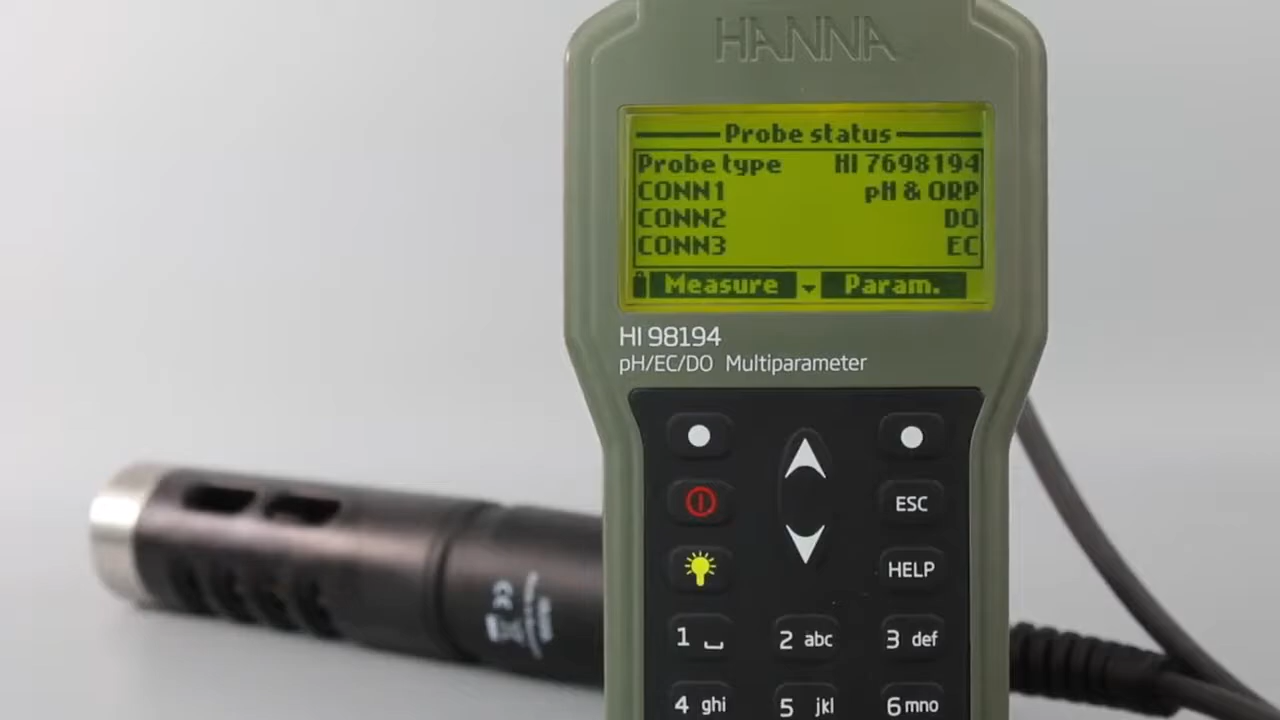 HANNA
Probe status
Probe type HI 7698194
CONN1 pH & ORP
CONN2 DO
CONN3 EC
Measure Param.
HI 98194
pH/EC/DO Multiparameter
ESC
HELP
1 2 abc 3 def
4 ghi 5 jkl 6 mno